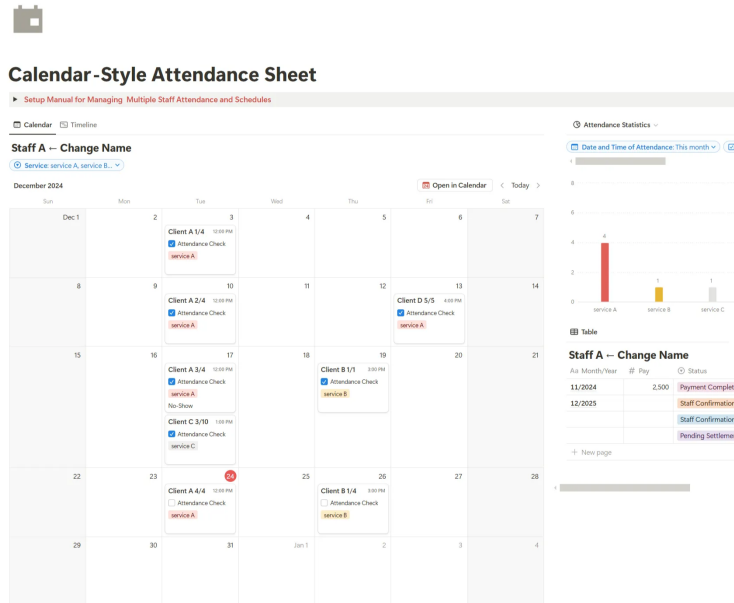 Calendar-Style Attendance Sheet
Setup Manual for Managing Multiple Staff Attendance and Schedules
Calendar Timeline
Staff A ← Change Name
Service: service A, service B...
December 2024 Open in Calendar Today
Sun Mon Tue Wed Thu Fri Sat
Dec 1 2 3 4 5 6 7
Client A 1/4 12:00 PM
Attendance Check
service A
8 9 10 11 12 13 14
Client A 2/4 12:00 PM Client D 5/5 4:00 PM
Attendance Check Attendance Check
service A service A
15 16 17 18 19 20 21
Client A 3/4 12:00 PM Client B 1/1 3:00 PM
Attendance Check Attendance Check
service A service B
No-Show
Client C 3/10 1:00 PM
Attendance Check
service C
22 23 24 25 26 27 28
Client A 4/4 12:00 PM Client B 1/4 3:00 PM
Attendance Check Attendance Check
service A service B
29 30 31 Jan 1 2 3 4
Attendance Statistics
Date and Time of Attendance: This month
8
6
4
2
0
4 1 1
service A service B service C
Table
Staff A ← Change Name
Aa Month/Year # Pay Status
11/2024 2,500 Payment Complet
12/2025 Staff Confirmation
Staff Confirmation
Pending Settleme
+ New page